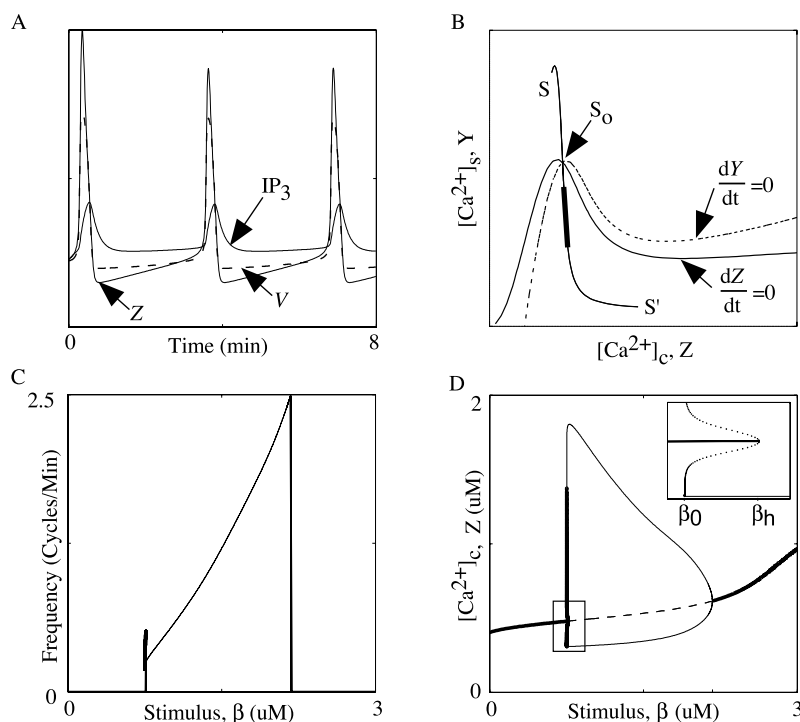 A
IP3
Z
V
0
Time (min)
8
B
[Ca2+]s, Y
S
So
dY
dt
=0
dZ
dt
=0
S'
[Ca2+]c, Z
C
2.5
Frequency (Cycles/Min)
0
0
Stimulus, β (uM)
3
D
2
[Ca2+]c, Z (uM)
0
β0
βh
0
Stimulus, β (uM)
3